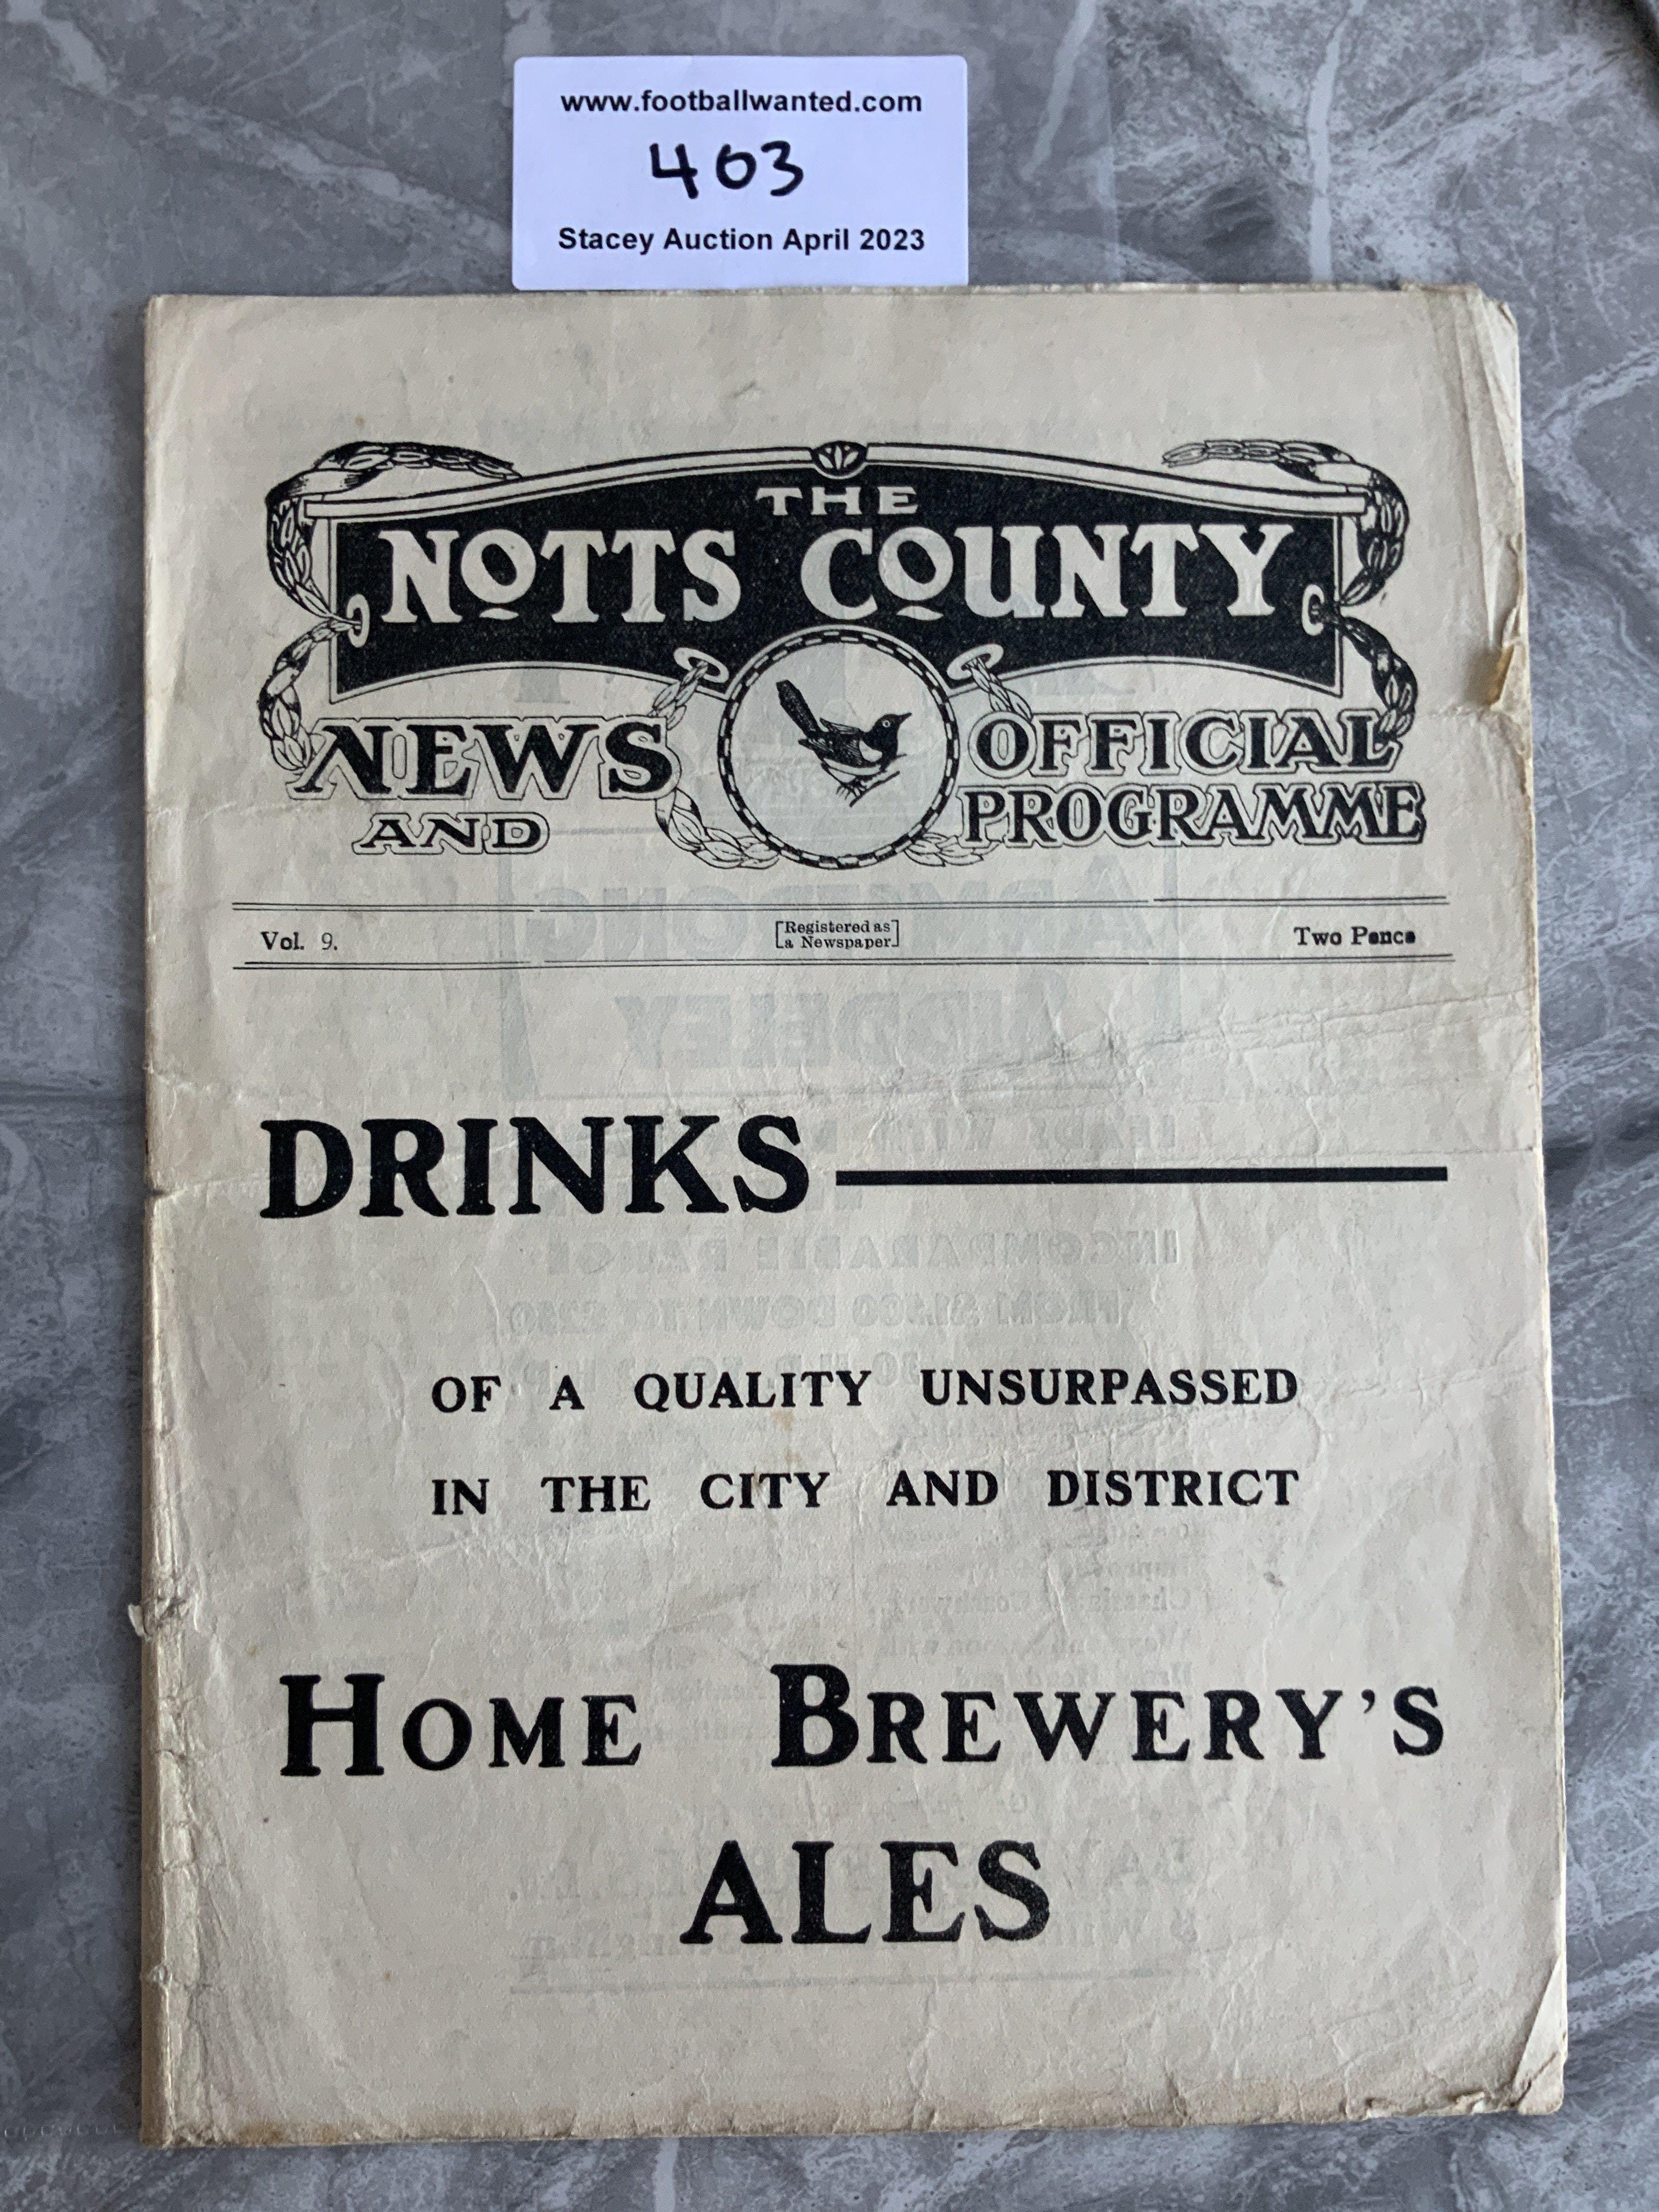 www.footballwanted.com
403
Stacey Auction April 2023
THE
NOTTS COUNTY
NEWS
AND
OFFICIAL
PROGRAMME
Vol. 9.
[Registered as
a Newspaper.]
Two Pence
DRINKS
OF A QUALITY UNSURPASSED
IN THE CITY AND DISTRICT
HOME BREWERY'S
ALES